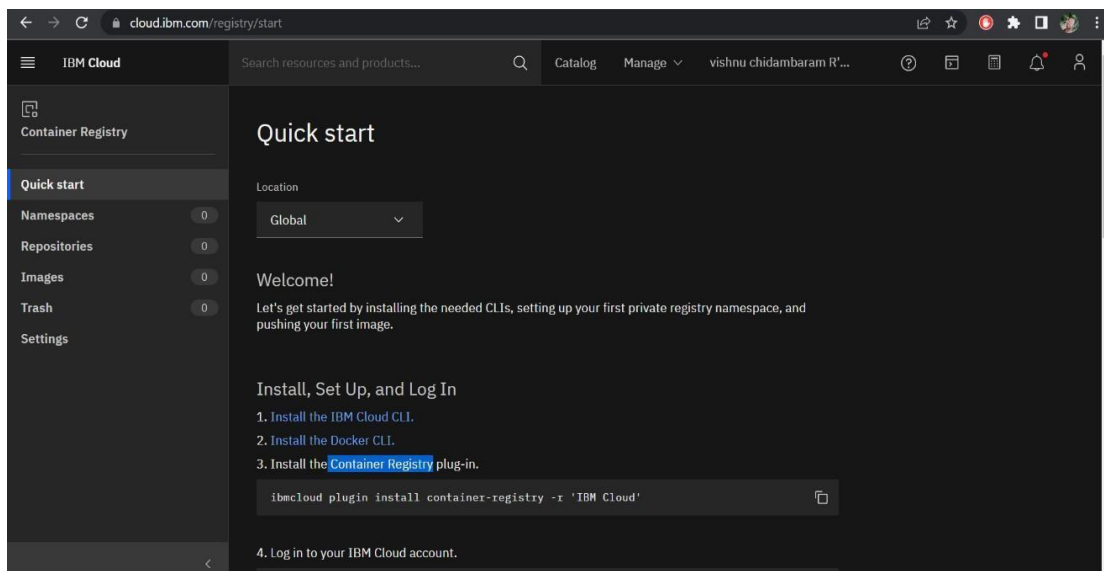 cloud.ibm.com/registry/start
IBM Cloud
Search resources and products...
Catalog
Manage
vishnu chidambaram R'...
Container Registry
Quick start
Namespaces 0
Repositories 0
Images 0
Trash 0
Settings
Quick start
Location
Global
Welcome!
Let's get started by installing the needed CLIs, setting up your first private registry namespace, and
pushing your first image.
Install, Set Up, and Log In
1. Install the IBM Cloud CLI.
2. Install the Docker CLI.
3. Install the Container Registry plug-in.
ibmcloud plugin install container-registry -r 'IBM Cloud'
4. Log in to your IBM Cloud account.